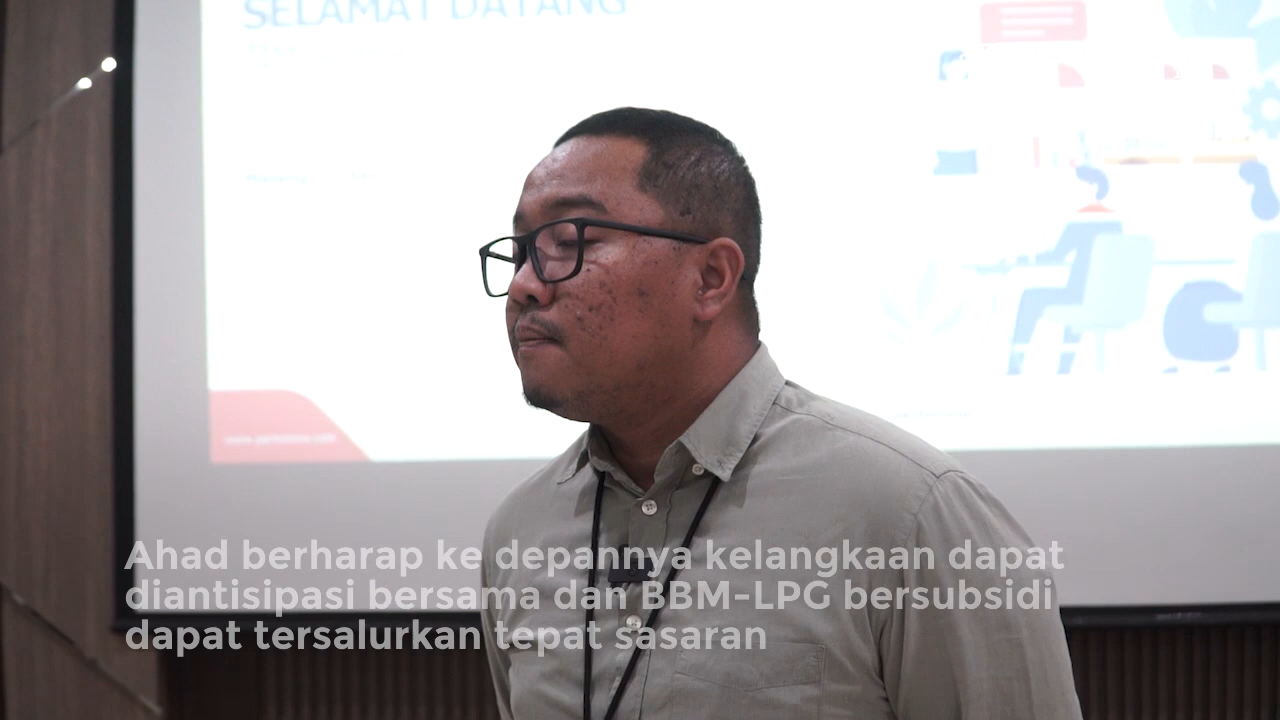 SELAMAT DATANG
Ahad berharap ke depannya kelangkaan dapat
diantisipasi bersama dan BBM-LPG bersubsidi
dapat tersalurkan tepat sasaran